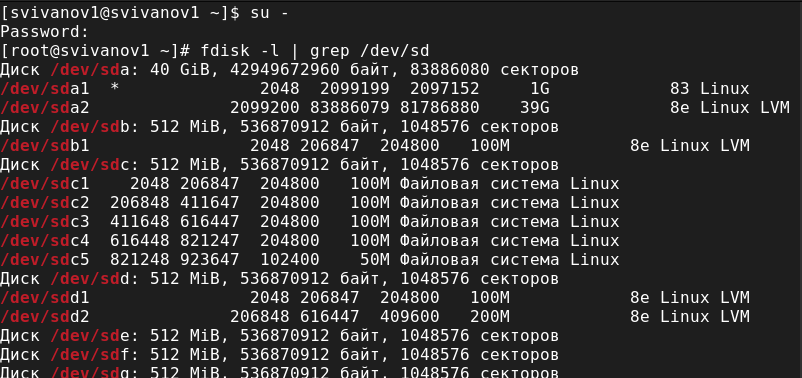 [svivanov1@svivanov1 ~]$ su -
Password:
[root@svivanov1 ~]# fdisk -l | grep /dev/sd
Диск /dev/sda: 40 GiB, 42949672960 байт, 83886080 секторов
/dev/sda1  *              2048  2099199  2097152     1G            83 Linux
/dev/sda2              2099200 83886079 81786880    39G            8e Linux LVM
Диск /dev/sdb: 512 MiB, 536870912 байт, 1048576 секторов
/dev/sdb1                2048 206847  204800   100M            8e Linux LVM
Диск /dev/sdc: 512 MiB, 536870912 байт, 1048576 секторов
/dev/sdc1    2048 206847  204800   100M Файловая система Linux
/dev/sdc2  206848 411647  204800   100M Файловая система Linux
/dev/sdc3  411648 616447  204800   100M Файловая система Linux
/dev/sdc4  616448 821247  204800   100M Файловая система Linux
/dev/sdc5  821248 923647  102400    50M Файловая система Linux
Диск /dev/sdd: 512 MiB, 536870912 байт, 1048576 секторов
/dev/sdd1                2048 206847  204800   100M            8e Linux LVM
/dev/sdd2              206848 616447  409600   200M            8e Linux LVM
Диск /dev/sde: 512 MiB, 536870912 байт, 1048576 секторов
Диск /dev/sdf: 512 MiB, 536870912 байт, 1048576 секторов
Диск /dev/sdg: 512 MiB, 536870912 байт, 1048576 секторов